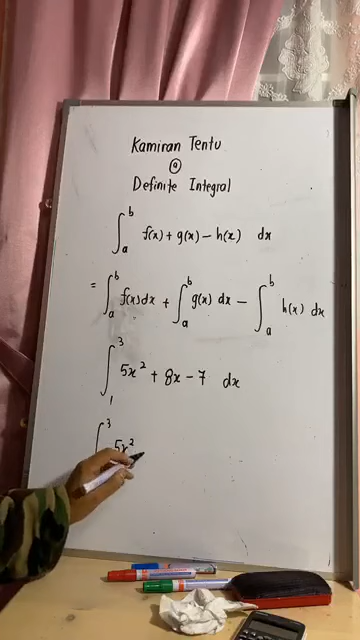 Kamiran Tentu
@
Definite Integral
∫ₐᵇ f(x) + g(x) − h(x) dx
= ∫ₐᵇ f(x) dx + ∫ₐᵇ g(x) dx − ∫ₐᵇ h(x) dx
∫₁³ 5x² + 8x − 7 dx
∫³ 5x²